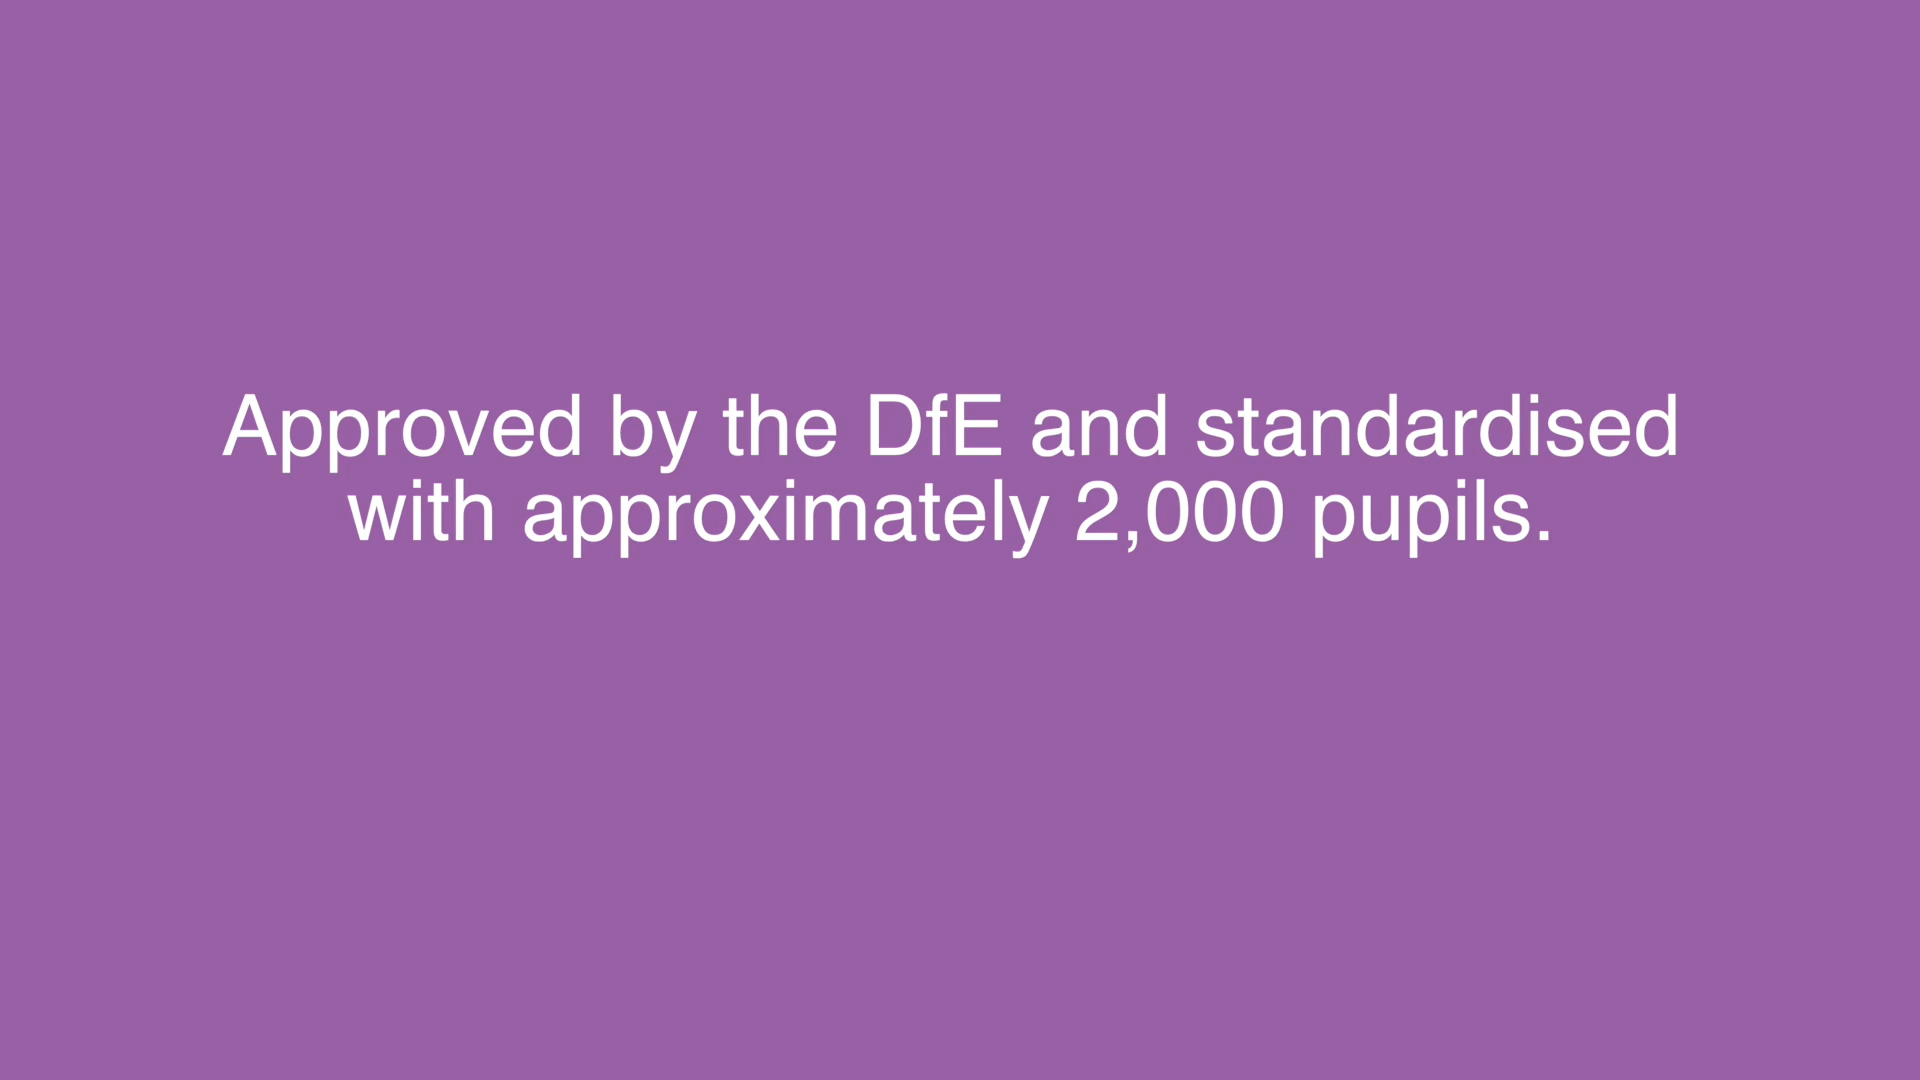 Approved by the DfE and standardised
with approximately 2,000 pupils.